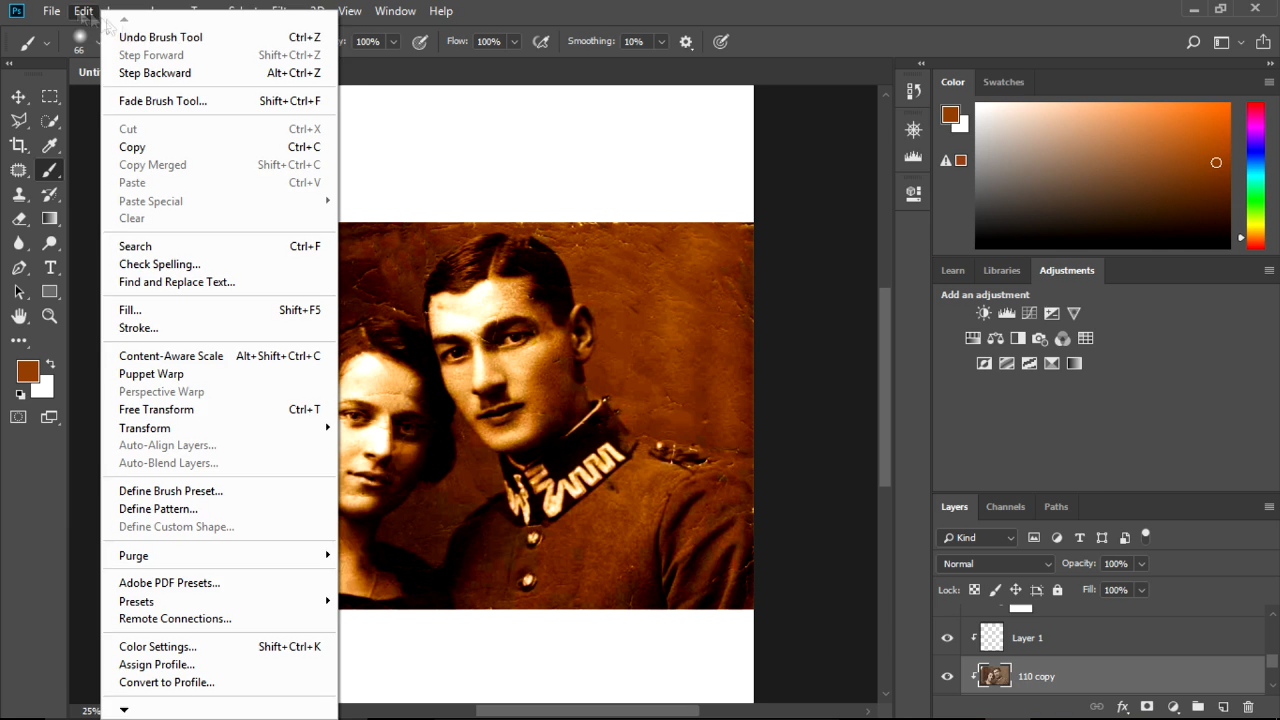 Ps File Edit View Window Help
66 100% Flow: 100% Smoothing: 10%
Undo Brush Tool Ctrl+Z
Step Forward Shift+Ctrl+Z
Step Backward Alt+Ctrl+Z
Fade Brush Tool... Shift+Ctrl+F
Cut Ctrl+X
Copy Ctrl+C
Copy Merged Shift+Ctrl+C
Paste Ctrl+V
Paste Special
Clear
Search Ctrl+F
Check Spelling...
Find and Replace Text...
Fill... Shift+F5
Stroke...
Content-Aware Scale Alt+Shift+Ctrl+C
Puppet Warp
Perspective Warp
Free Transform Ctrl+T
Transform
Auto-Align Layers...
Auto-Blend Layers...
Define Brush Preset...
Define Pattern...
Define Custom Shape...
Purge
Adobe PDF Presets...
Presets
Remote Connections...
Color Settings... Shift+Ctrl+K
Assign Profile...
Convert to Profile...
25%
Color Swatches
Learn Libraries Adjustments
Add an adjustment
Layers Channels Paths
Kind
Normal Opacity: 100%
Lock: Fill: 100%
Layer 1
110 copy